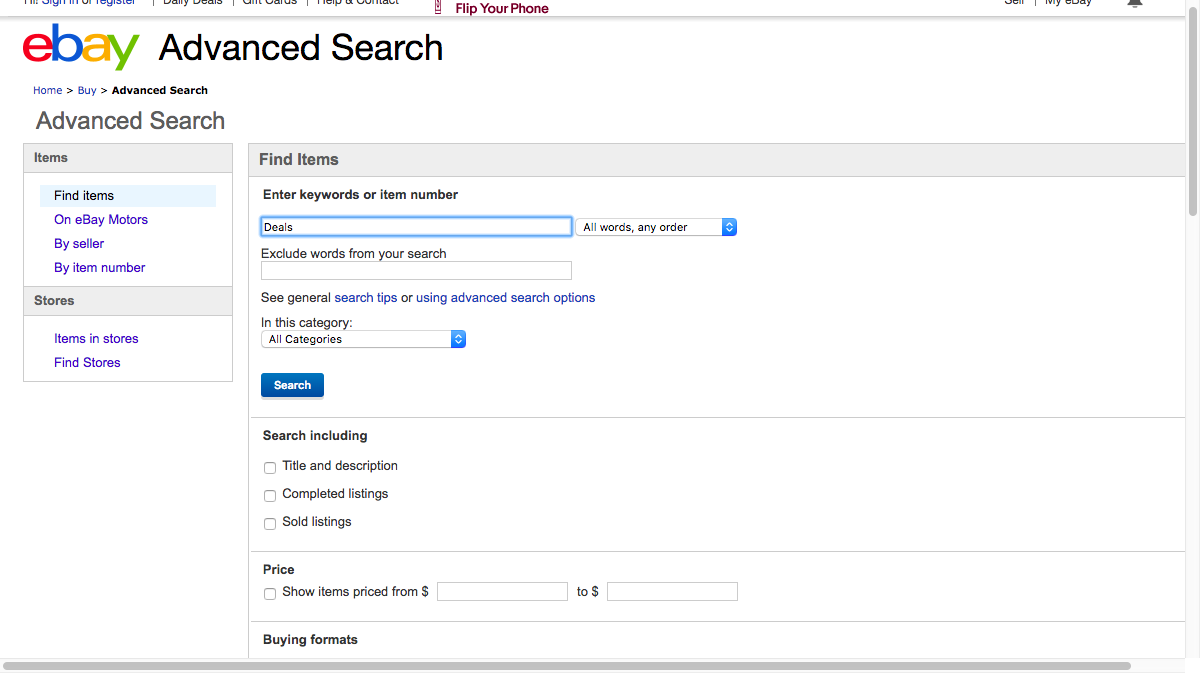 Hi! Sign in or register | Daily Deals | Gift Cards | Help & Contact Flip Your Phone Sell | My eBay
ebay Advanced Search
Home > Buy > Advanced Search
Advanced Search
Items
Find items
On eBay Motors
By seller
By item number
Stores
Items in stores
Find Stores
Find Items
Enter keywords or item number
Deals All words, any order
Exclude words from your search
See general search tips or using advanced search options
In this category:
All Categories
Search
Search including
Title and description
Completed listings
Sold listings
Price
Show items priced from $ to $
Buying formats